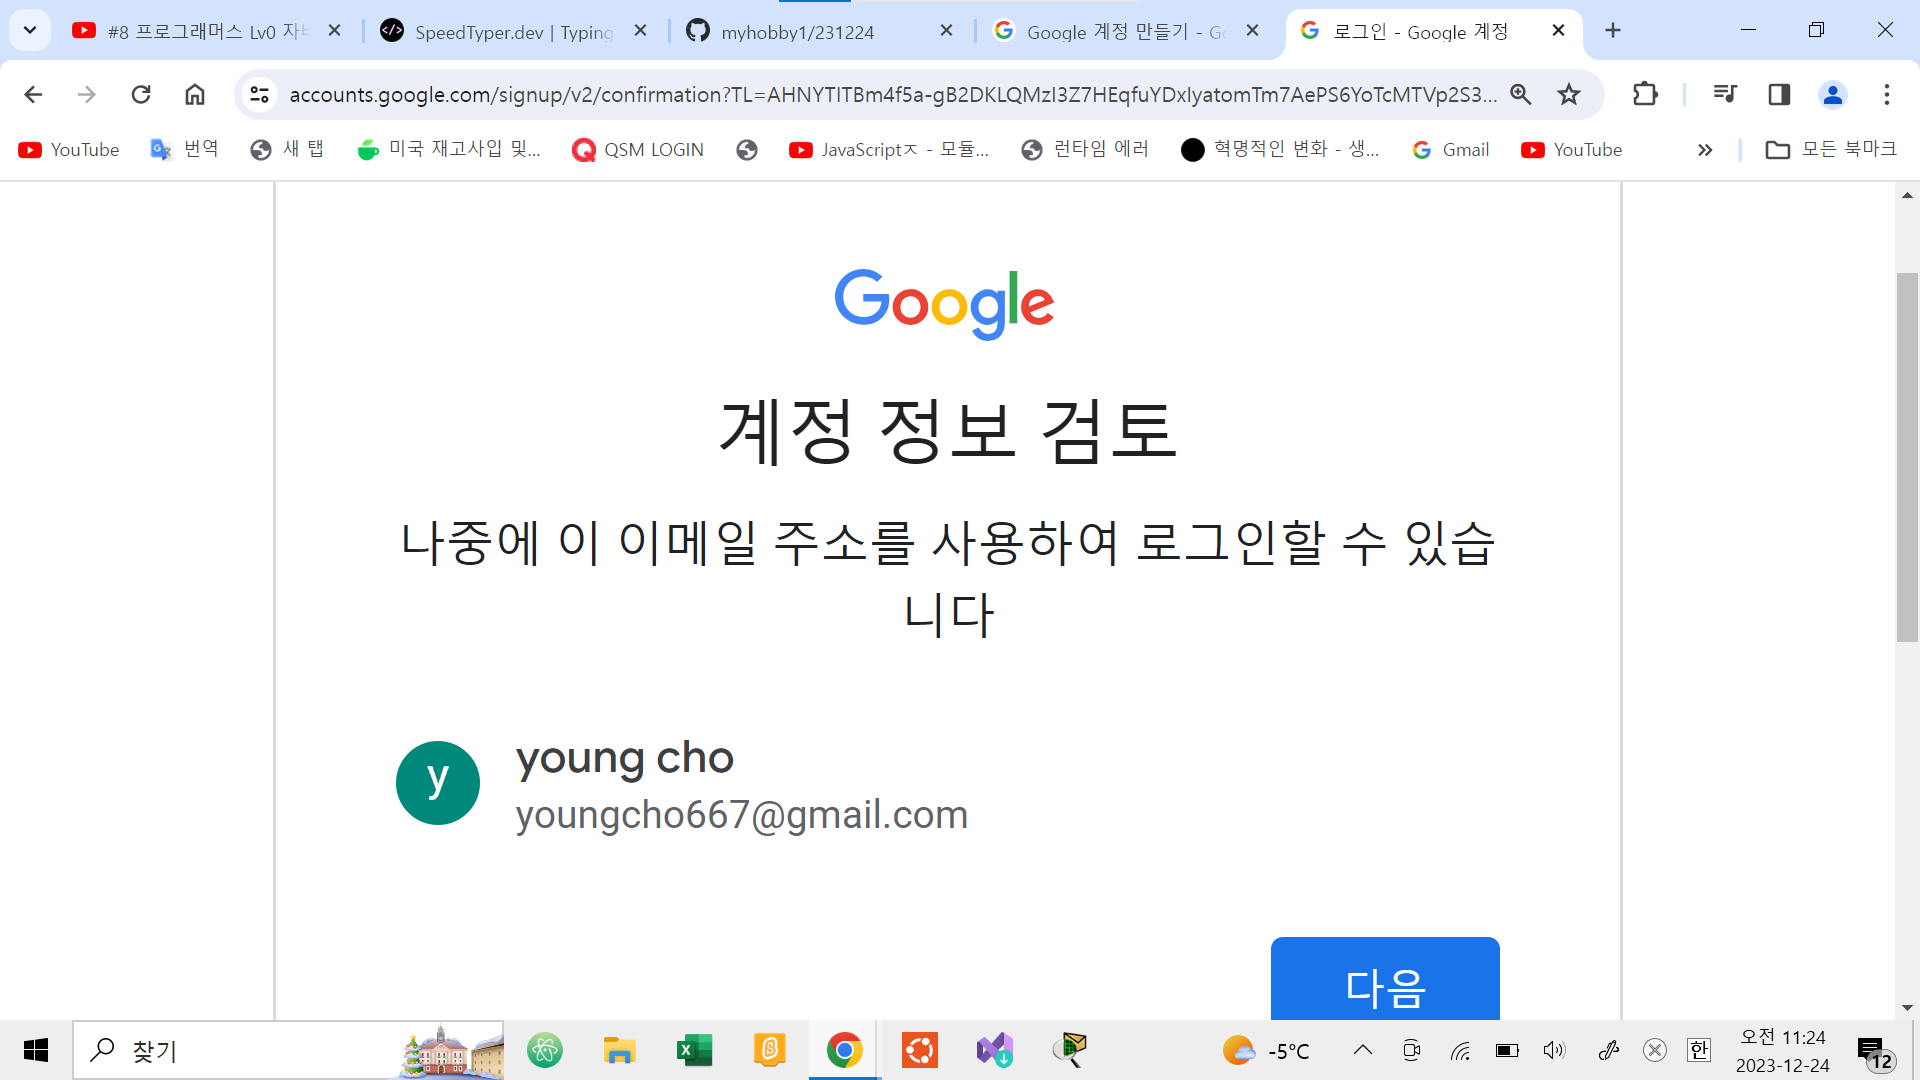 #8 프로그래머스 Lv0 자바
SpeedTyper.dev | Typing
myhobby1/231224
Google 계정 만들기 - Go
로그인 - Google 계정
accounts.google.com/signup/v2/confirmation?TL=AHNYTITBm4f5a-gB2DKLQMzI3Z7HEqfuYDxIyatomTm7AePS6YoTcMTVp2S3...
YouTube
번역
새 탭
미국 재고사입 및...
QSM LOGIN
JavaScriptㅈ - 모듈...
런타임 에러
혁명적인 변화 - 생...
Gmail
YouTube
모든 북마크
Google
계정 정보 검토
나중에 이 이메일 주소를 사용하여 로그인할 수 있습
니다
y
young cho
youngcho667@gmail.com
다음
찾기
-5°C
한
오전 11:24
2023-12-24
12